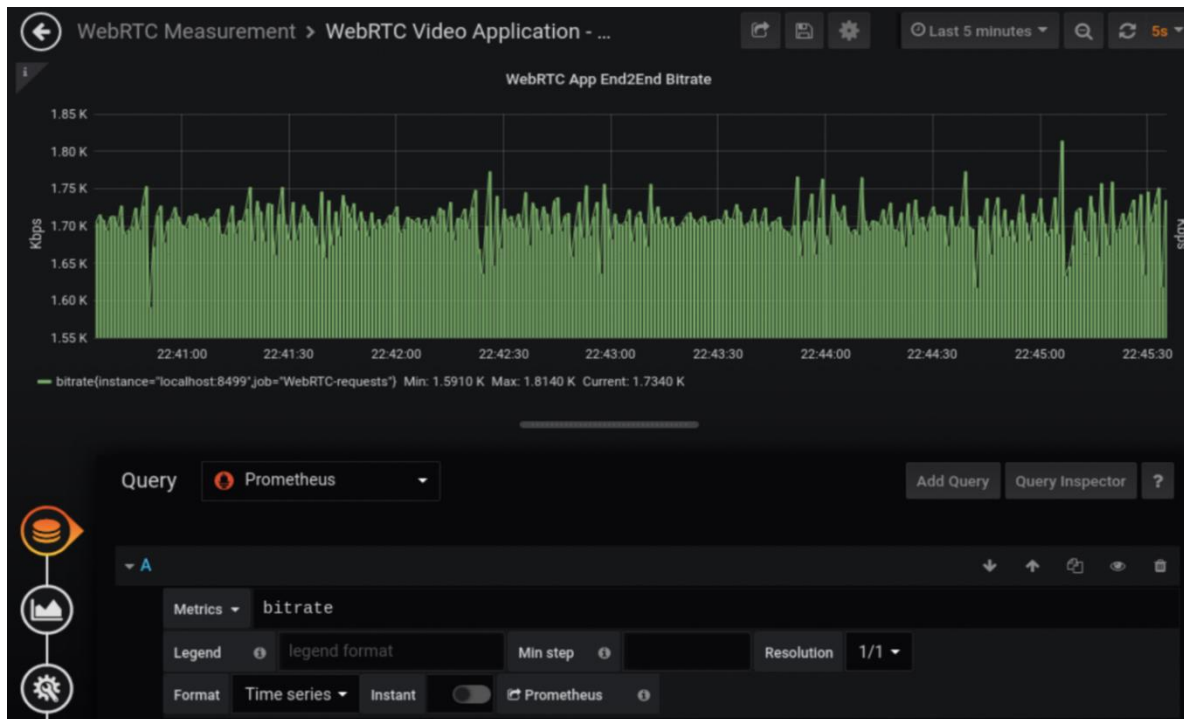 WebRTC Measurement > WebRTC Video Application - ...
Last 5 minutes
5s
i
WebRTC App End2End Bitrate
1.85 K
1.80 K
1.75 K
1.70 K
1.65 K
1.60 K
1.55 K
Kbps
Kbps
22:41:00 22:41:30 22:42:00 22:42:30 22:43:00 22:43:30 22:44:00 22:44:30 22:45:00 22:45:30
bitrate{instance="localhost:8499",job="WebRTC-requests"} Min: 1.5910 K Max: 1.8140 K Current: 1.7340 K
Query Prometheus Add Query Query Inspector ?
A
Metrics bitrate
Legend legend format Min step Resolution 1/1
Format Time series Instant Prometheus